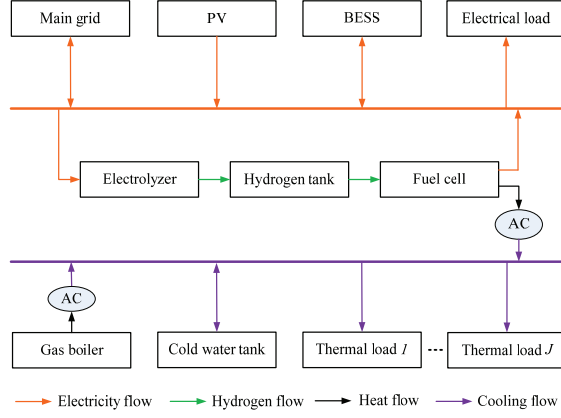 Main grid
PV
BESS
Electrical load
Electrolyzer
Hydrogen tank
Fuel cell
AC
AC
Gas boiler
Cold water tank
Thermal load 1
Thermal load J
Electricity flow
Hydrogen flow
Heat flow
Cooling flow